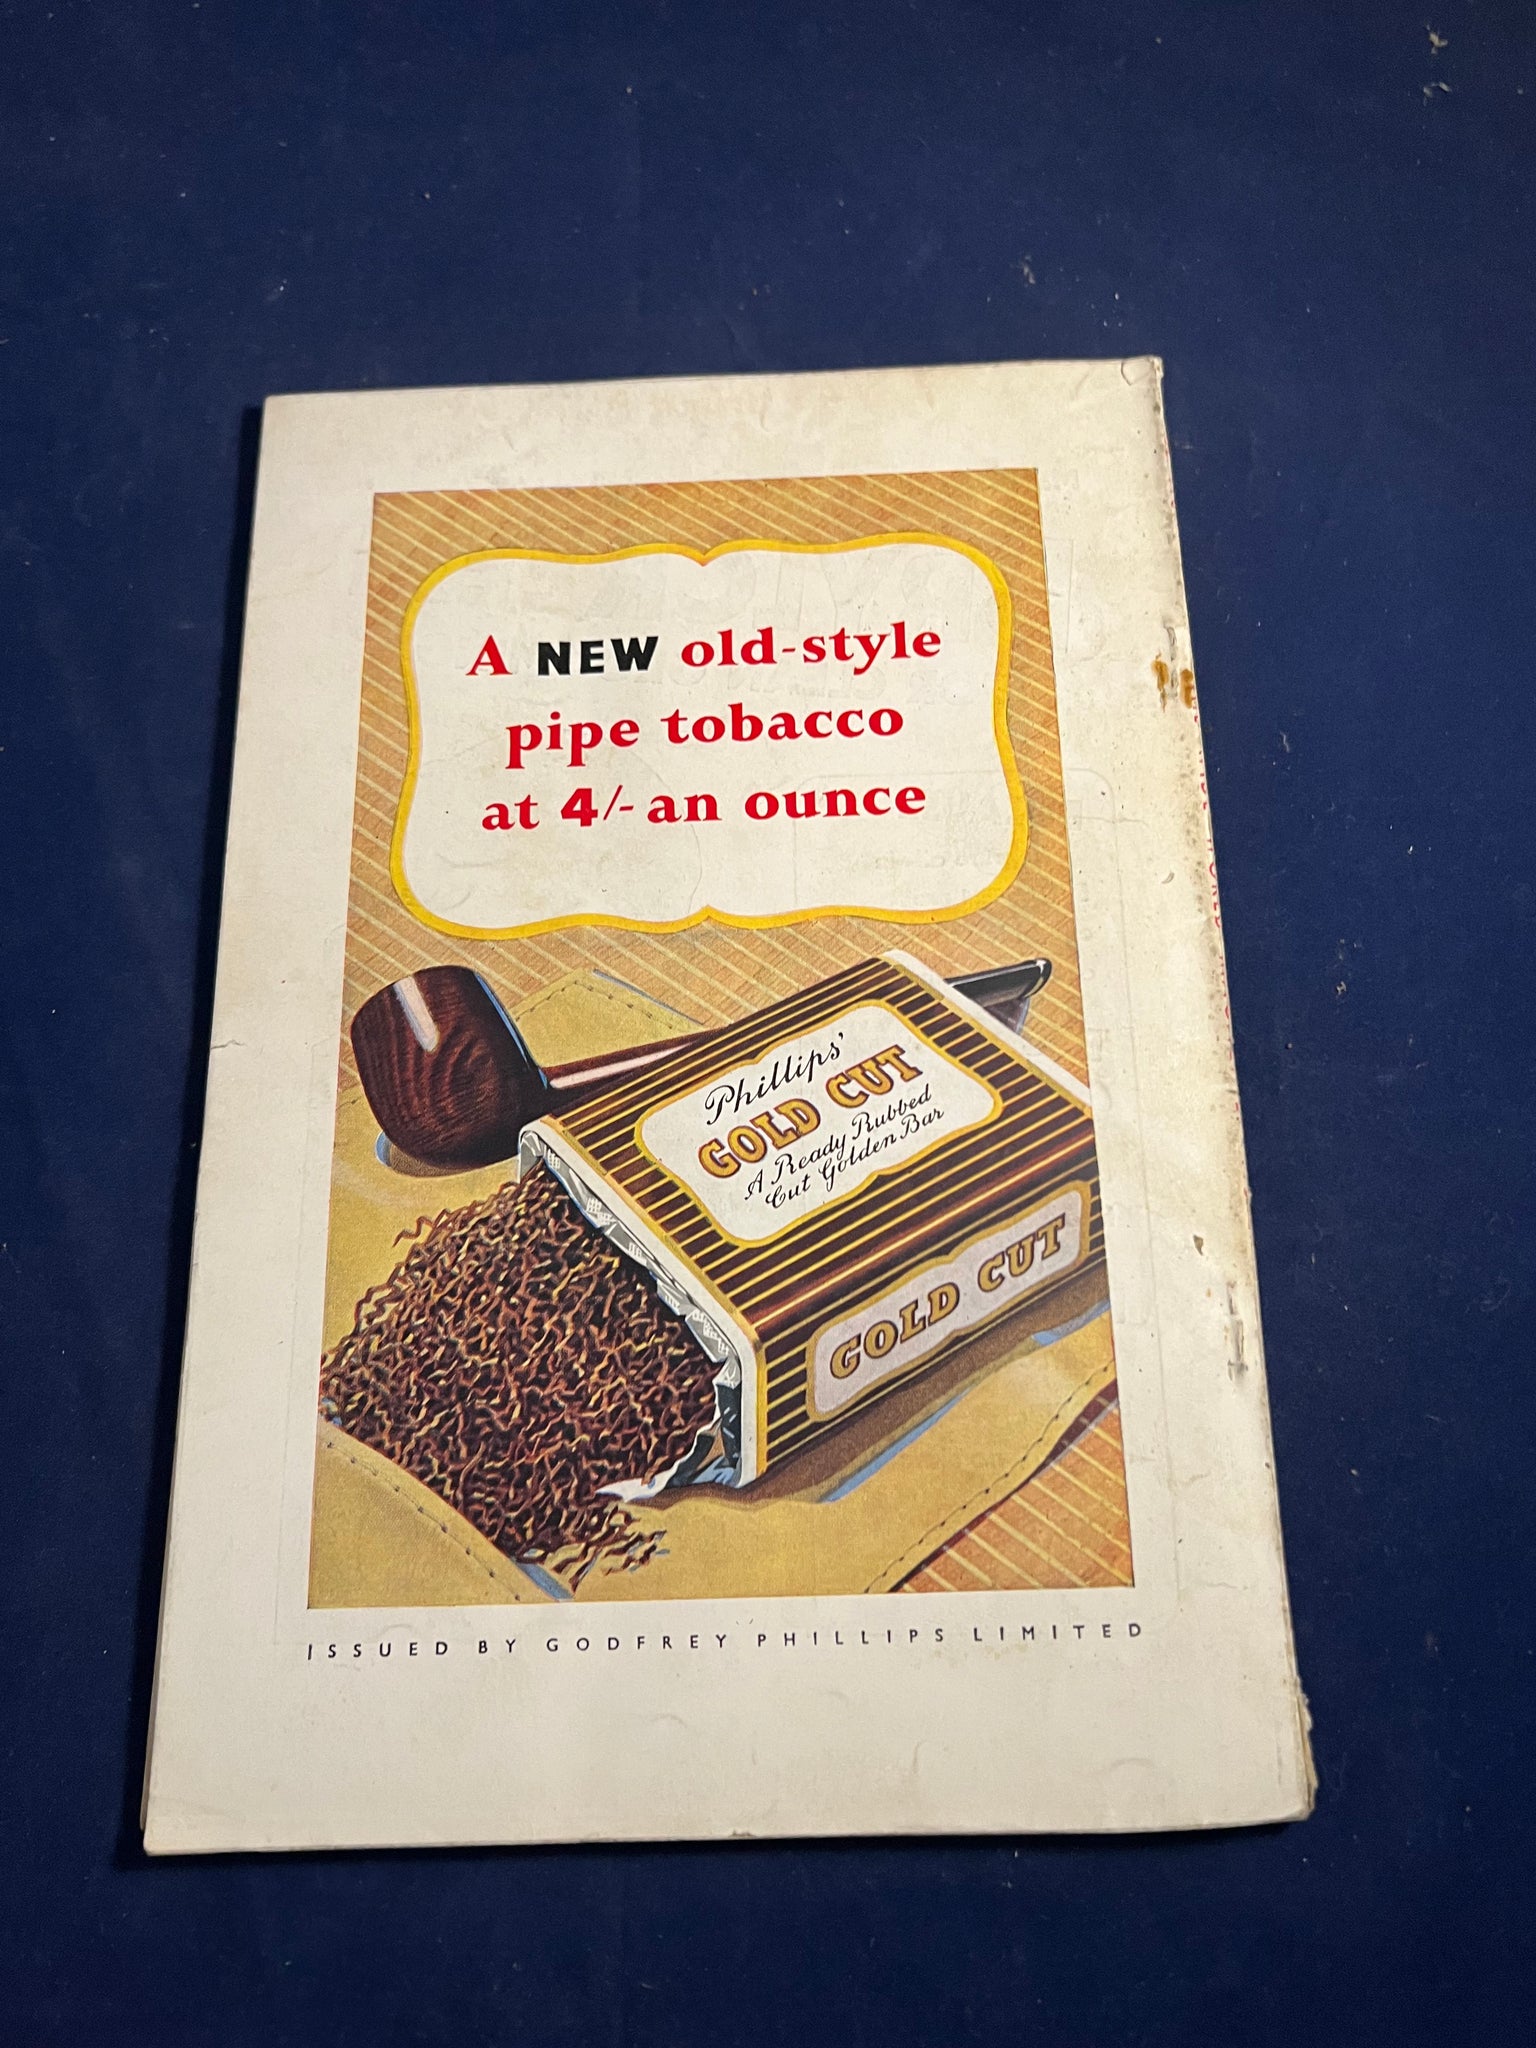 A NEW old-style
pipe tobacco
at 4/- an ounce
Phillips'
GOLD CUT
A Ready Rubbed
Cut Golden Bar
GOLD CUT
ISSUED BY GODFREY PHILLIPS LIMITED